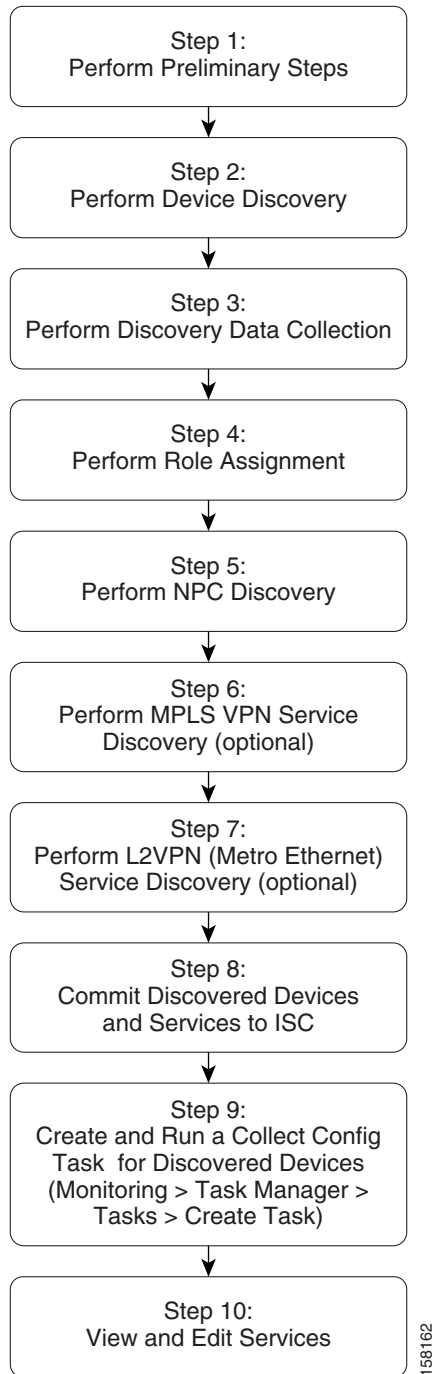 Step 1:
Perform Preliminary Steps
Step 2:
Perform Device Discovery
Step 3:
Perform Discovery Data Collection
Step 4:
Perform Role Assignment
Step 5:
Perform NPC Discovery
Step 6:
Perform MPLS VPN Service
Discovery (optional)
Step 7:
Perform L2VPN (Metro Ethernet)
Service Discovery (optional)
Step 8:
Commit Discovered Devices
and Services to ISC
Step 9:
Create and Run a Collect Config
Task for Discovered Devices
(Monitoring > Task Manager >
Tasks > Create Task)
Step 10:
View and Edit Services
158162